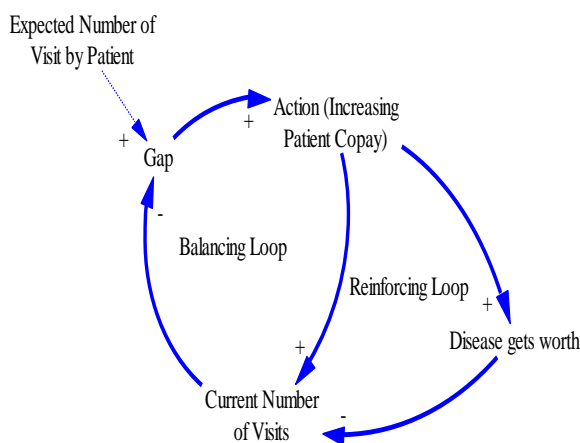 Expected Number of
Visit by Patient
+
Gap
+
Action (Increasing
Patient Copay)
-
Balancing Loop
Reinforcing Loop
+
Disease gets worth
+
Current Number
of Visits
-